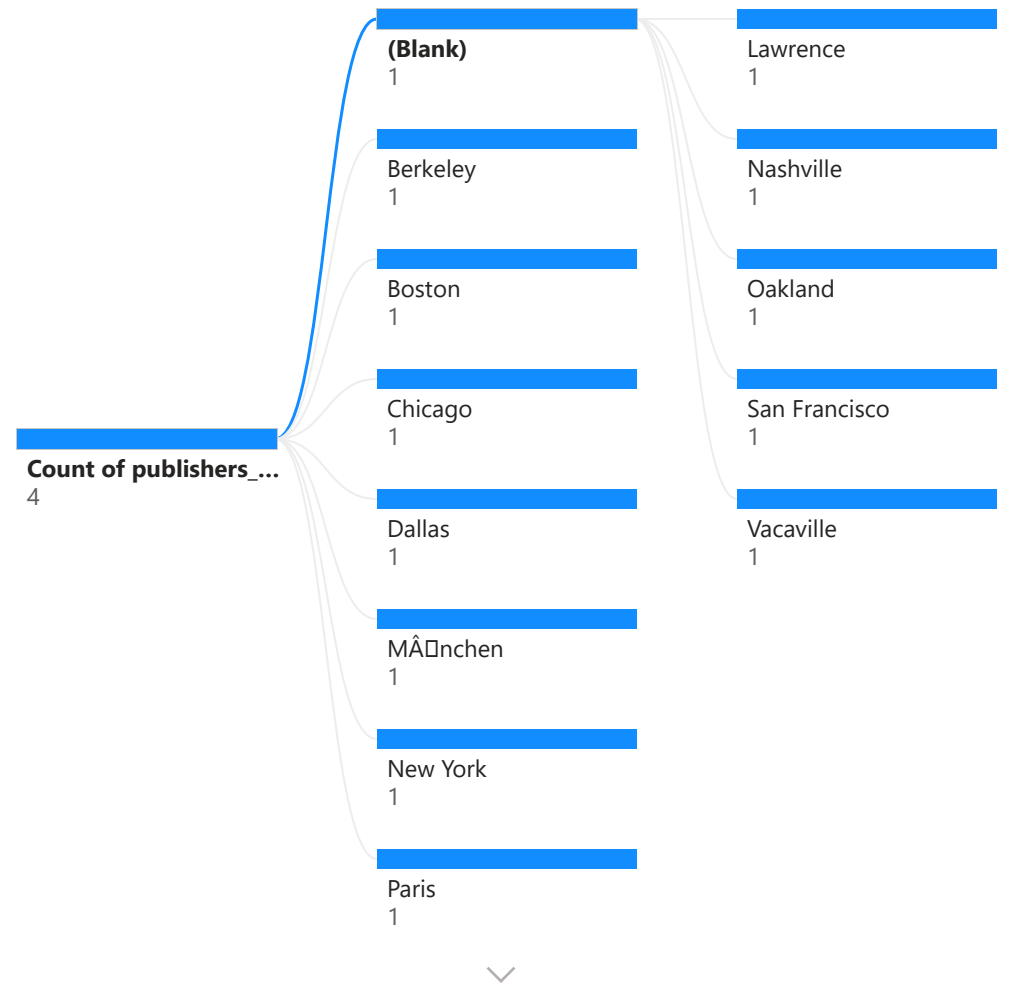 Count of publishers_...
4
(Blank)
1
Berkeley
1
Boston
1
Chicago
1
Dallas
1
MÂ□nchen
1
New York
1
Paris
1
Lawrence
1
Nashville
1
Oakland
1
San Francisco
1
Vacaville
1